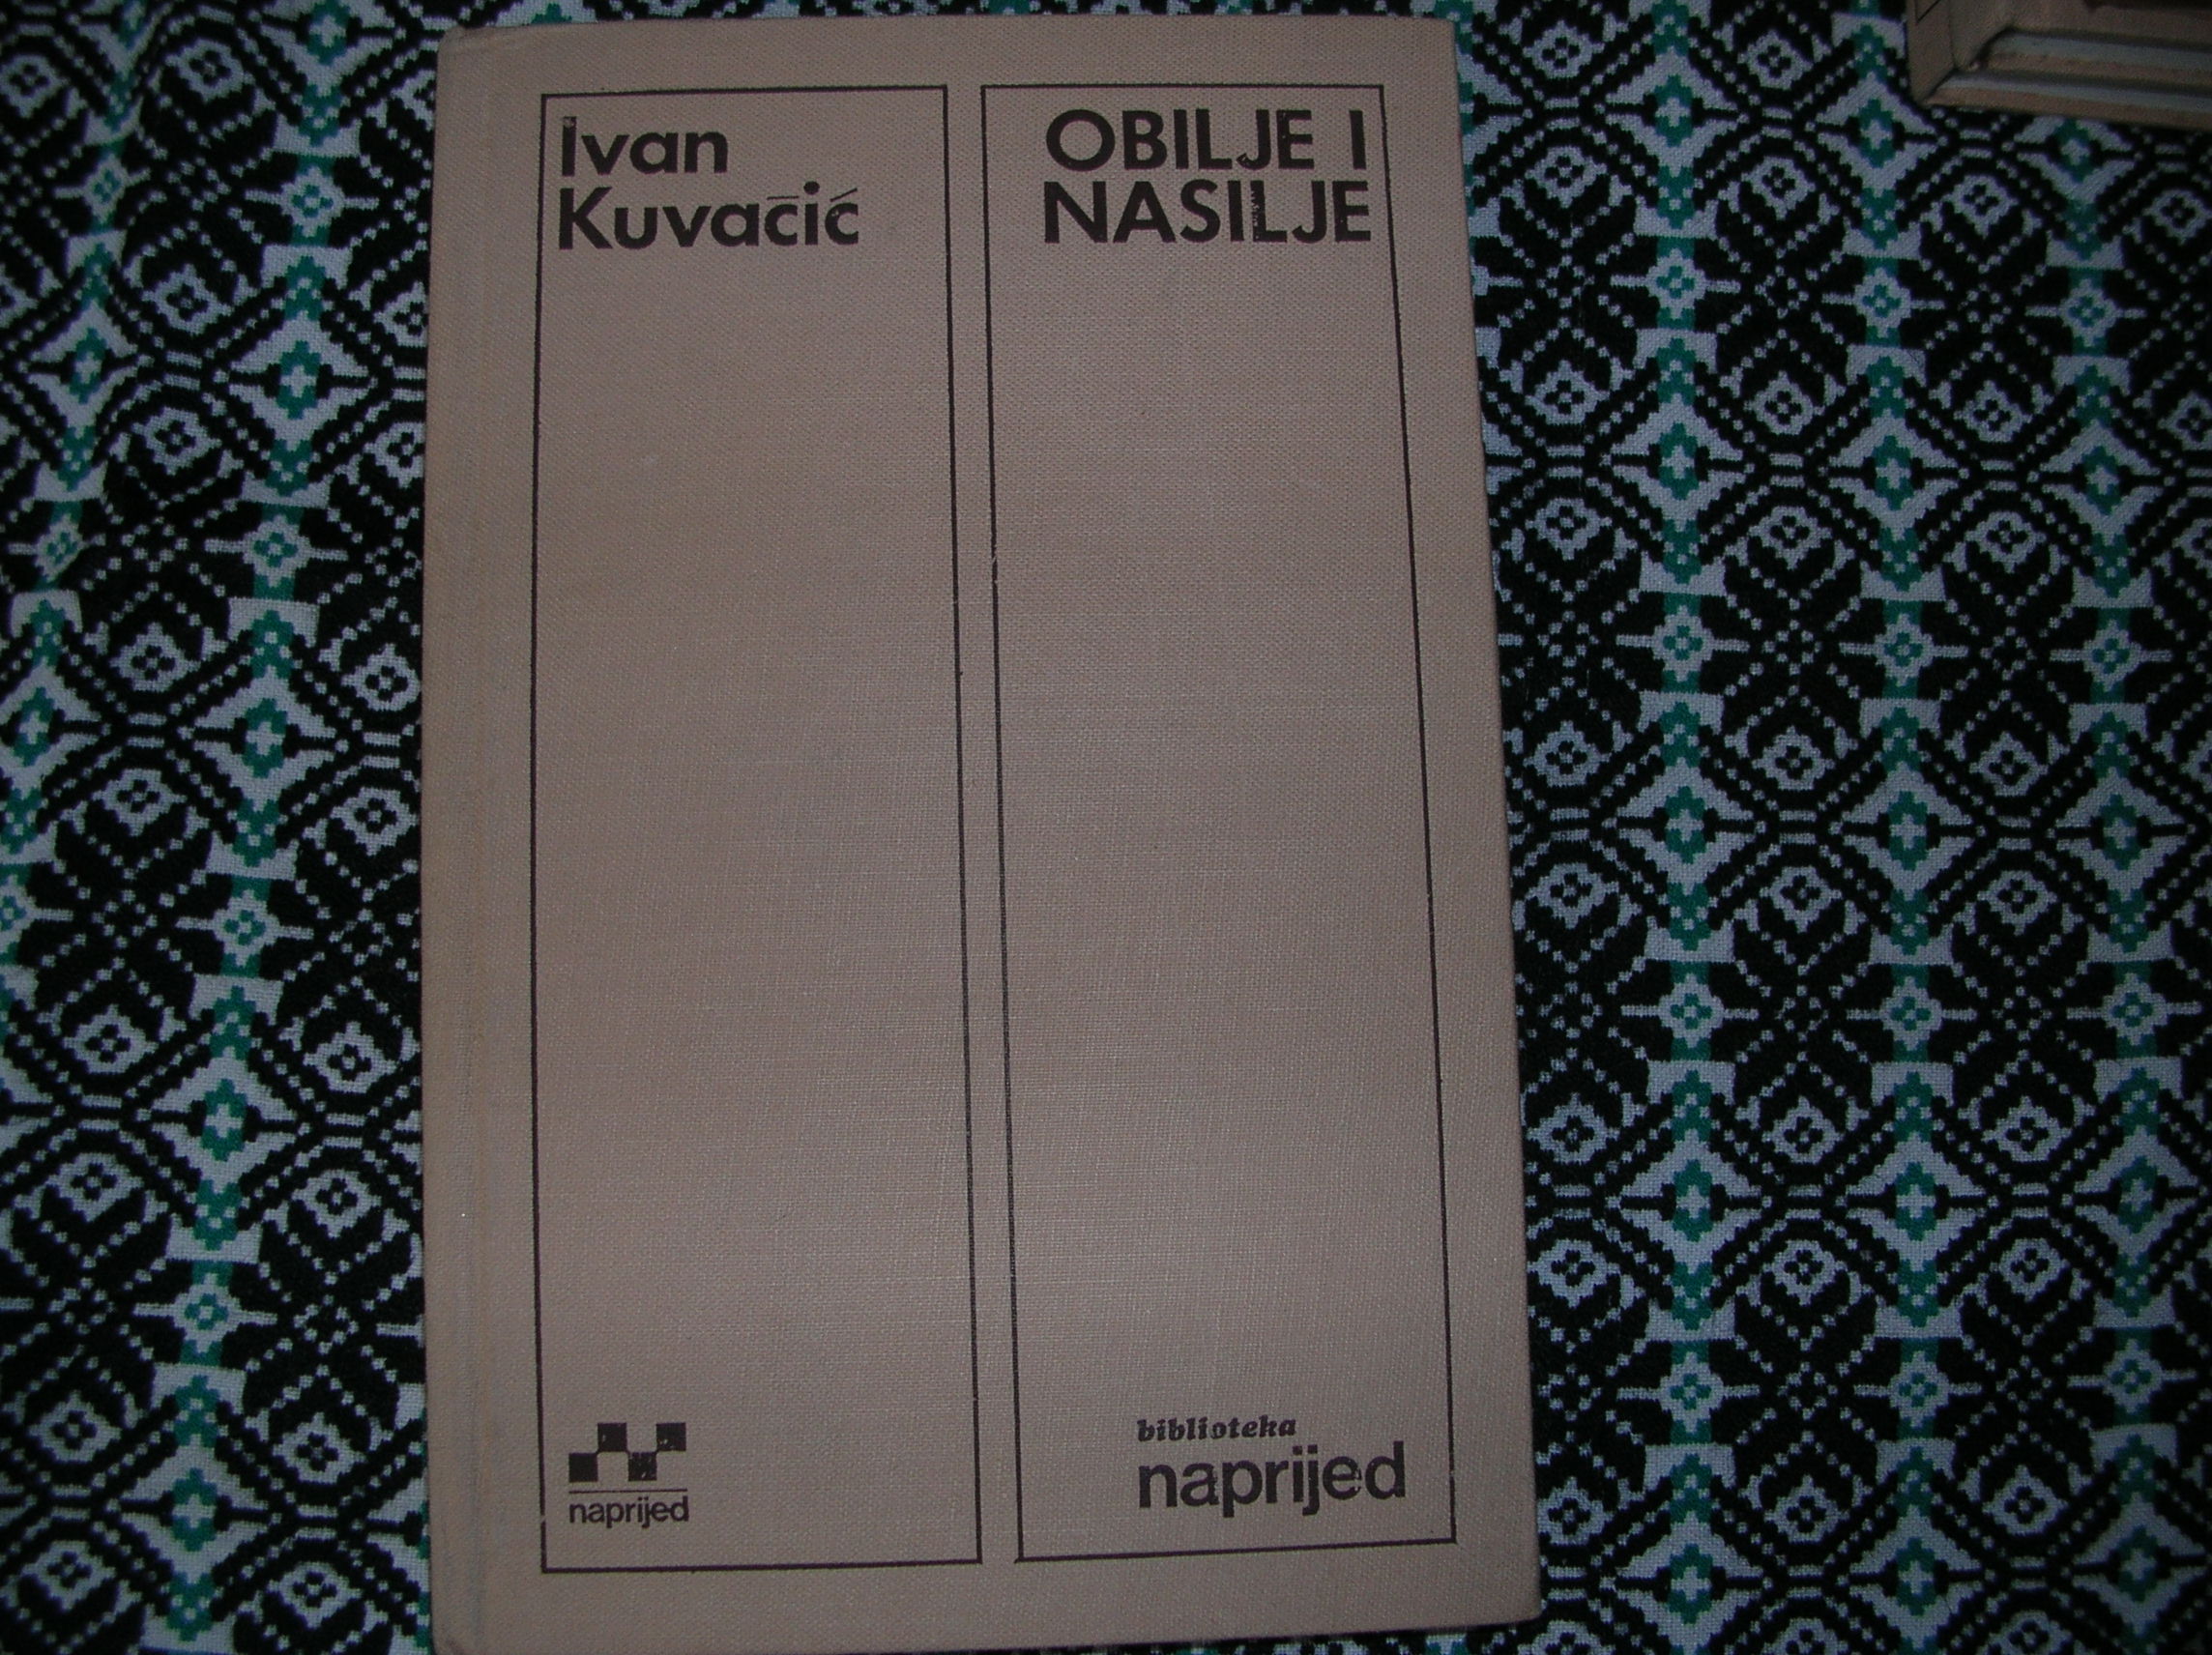 Ivan
Kuvačić
OBILJE I
NASILJE
naprijed
biblioteka
naprijed